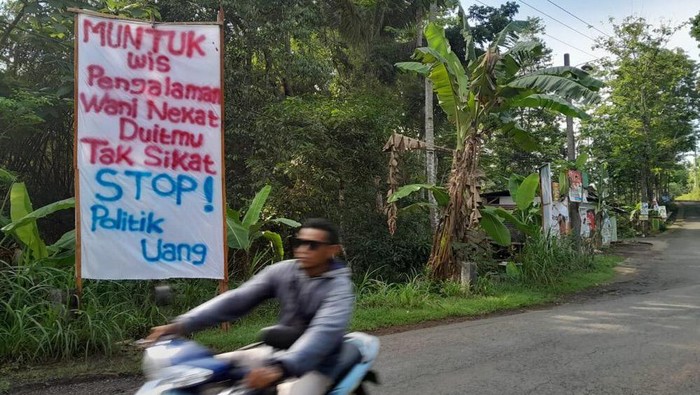 MUNTUK
wis
Pengalaman
Wani Nekat
Duitmu
Tak Sikat
STOP!
Politik
Uang